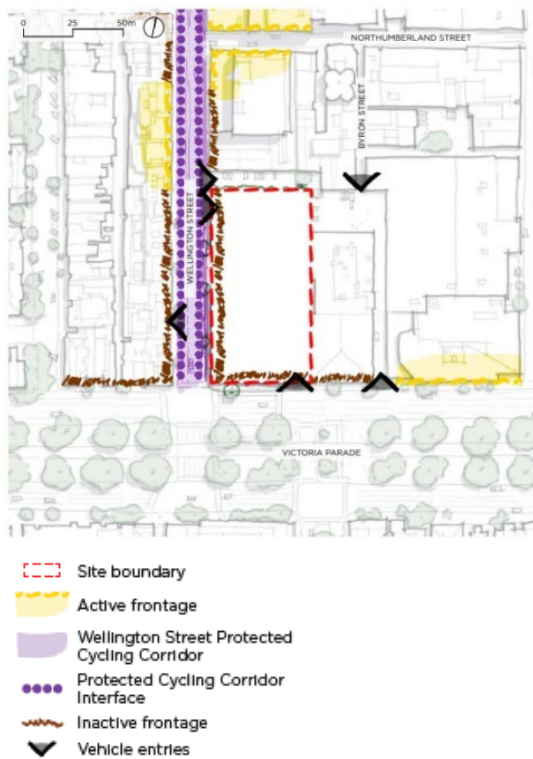 0 25 50m
NORTHUMBERLAND STREET
BYRON STREET
WELLINGTON STREET
VICTORIA PARADE
Site boundary
Active frontage
Wellington Street Protected
Cycling Corridor
Protected Cycling Corridor
Interface
Inactive frontage
Vehicle entries